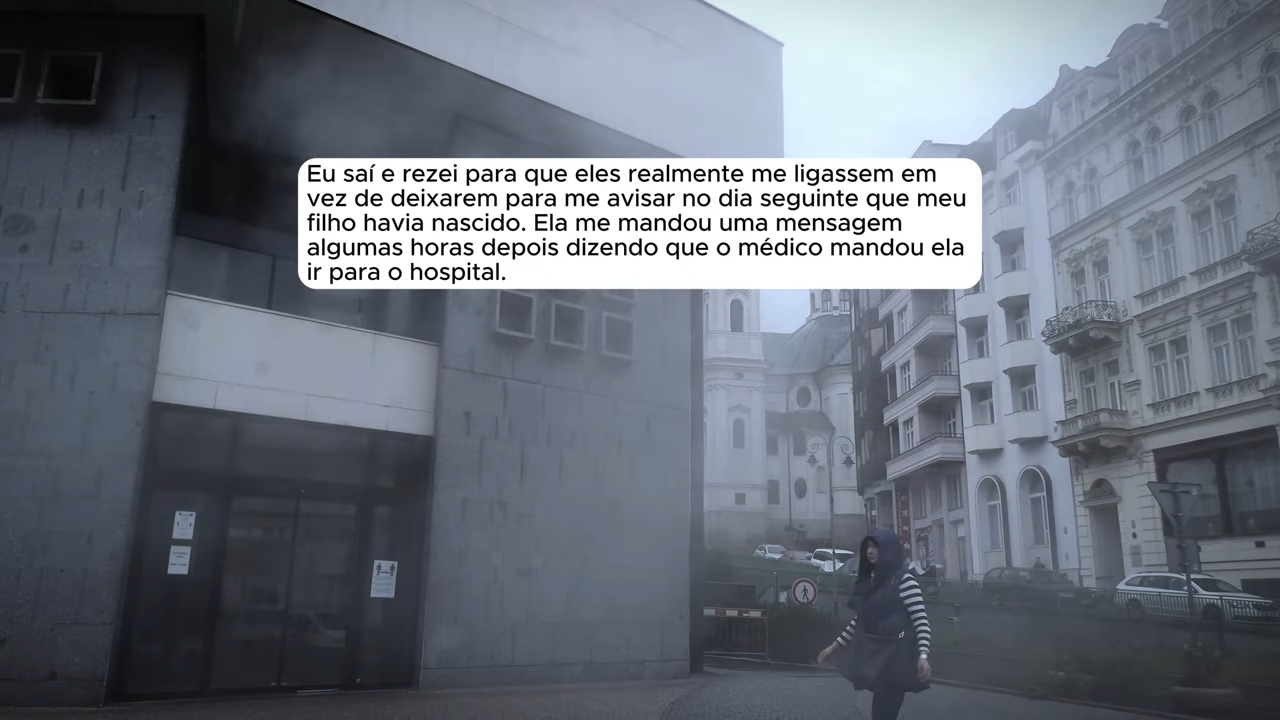 Eu saí e rezei para que eles realmente me ligassem em
vez de deixarem para me avisar no dia seguinte que meu
filho havia nascido. Ela me mandou uma mensagem
algumas horas depois dizendo que o médico mandou ela
ir para o hospital.